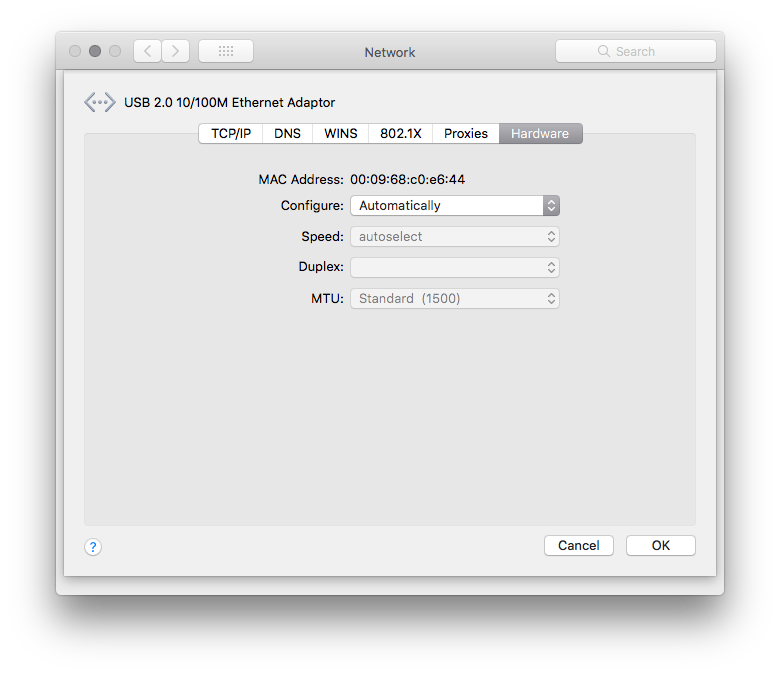 Network
Search
USB 2.0 10/100M Ethernet Adaptor
TCP/IP DNS WINS 802.1X Proxies Hardware
MAC Address: 00:09:68:c0:e6:44
Configure: Automatically
Speed: autoselect
Duplex:
MTU: Standard (1500)
? Cancel OK